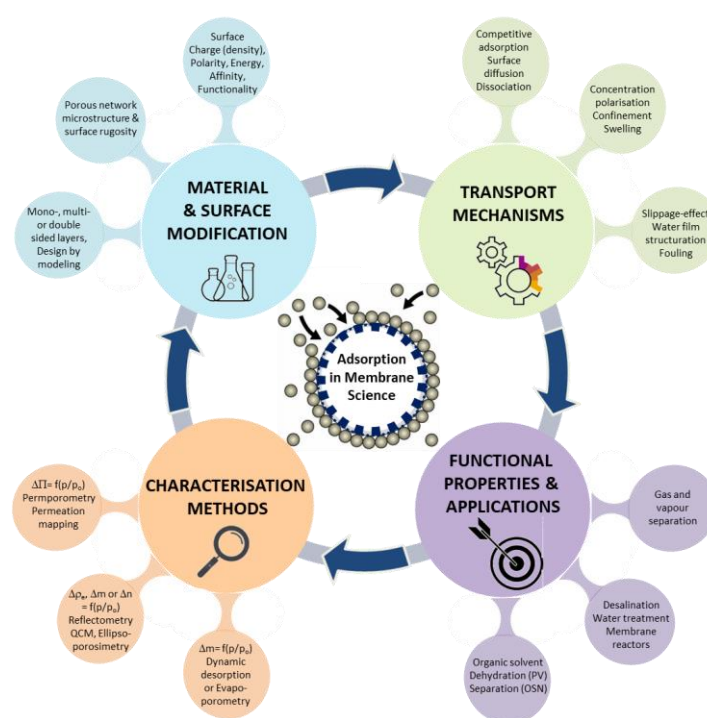 Surface
Charge (density),
Polarity, Energy,
Affinity,
Functionality
Porous network
microstructure &
surface rugosity
Mono-, multi-
or double
sided layers,
Design by
modeling
MATERIAL
& SURFACE
MODIFICATION
Competitive
adsorption
Surface
diffusion
Dissociation
Concentration
polarisation
Confinement
Swelling
Slippage-effect
Water film
structuration
Fouling
TRANSPORT
MECHANISMS
Adsorption
in Membrane
Science
CHARACTERISATION
METHODS
ΔΠ= f(p/p₀)
Permporometry
Permeation
mapping
Δρₑ, Δm or Δn
= f(p/p₀)
Reflectometry
QCM, Ellipso-
porosimetry
Δm= f(p/p₀)
Dynamic
desorption
or Evapo-
porometry
FUNCTIONAL
PROPERTIES &
APPLICATIONS
Gas and
vapour
separation
Desalination
Water treatment
Membrane
reactors
Organic solvent
Dehydration (PV)
Separation (OSN)